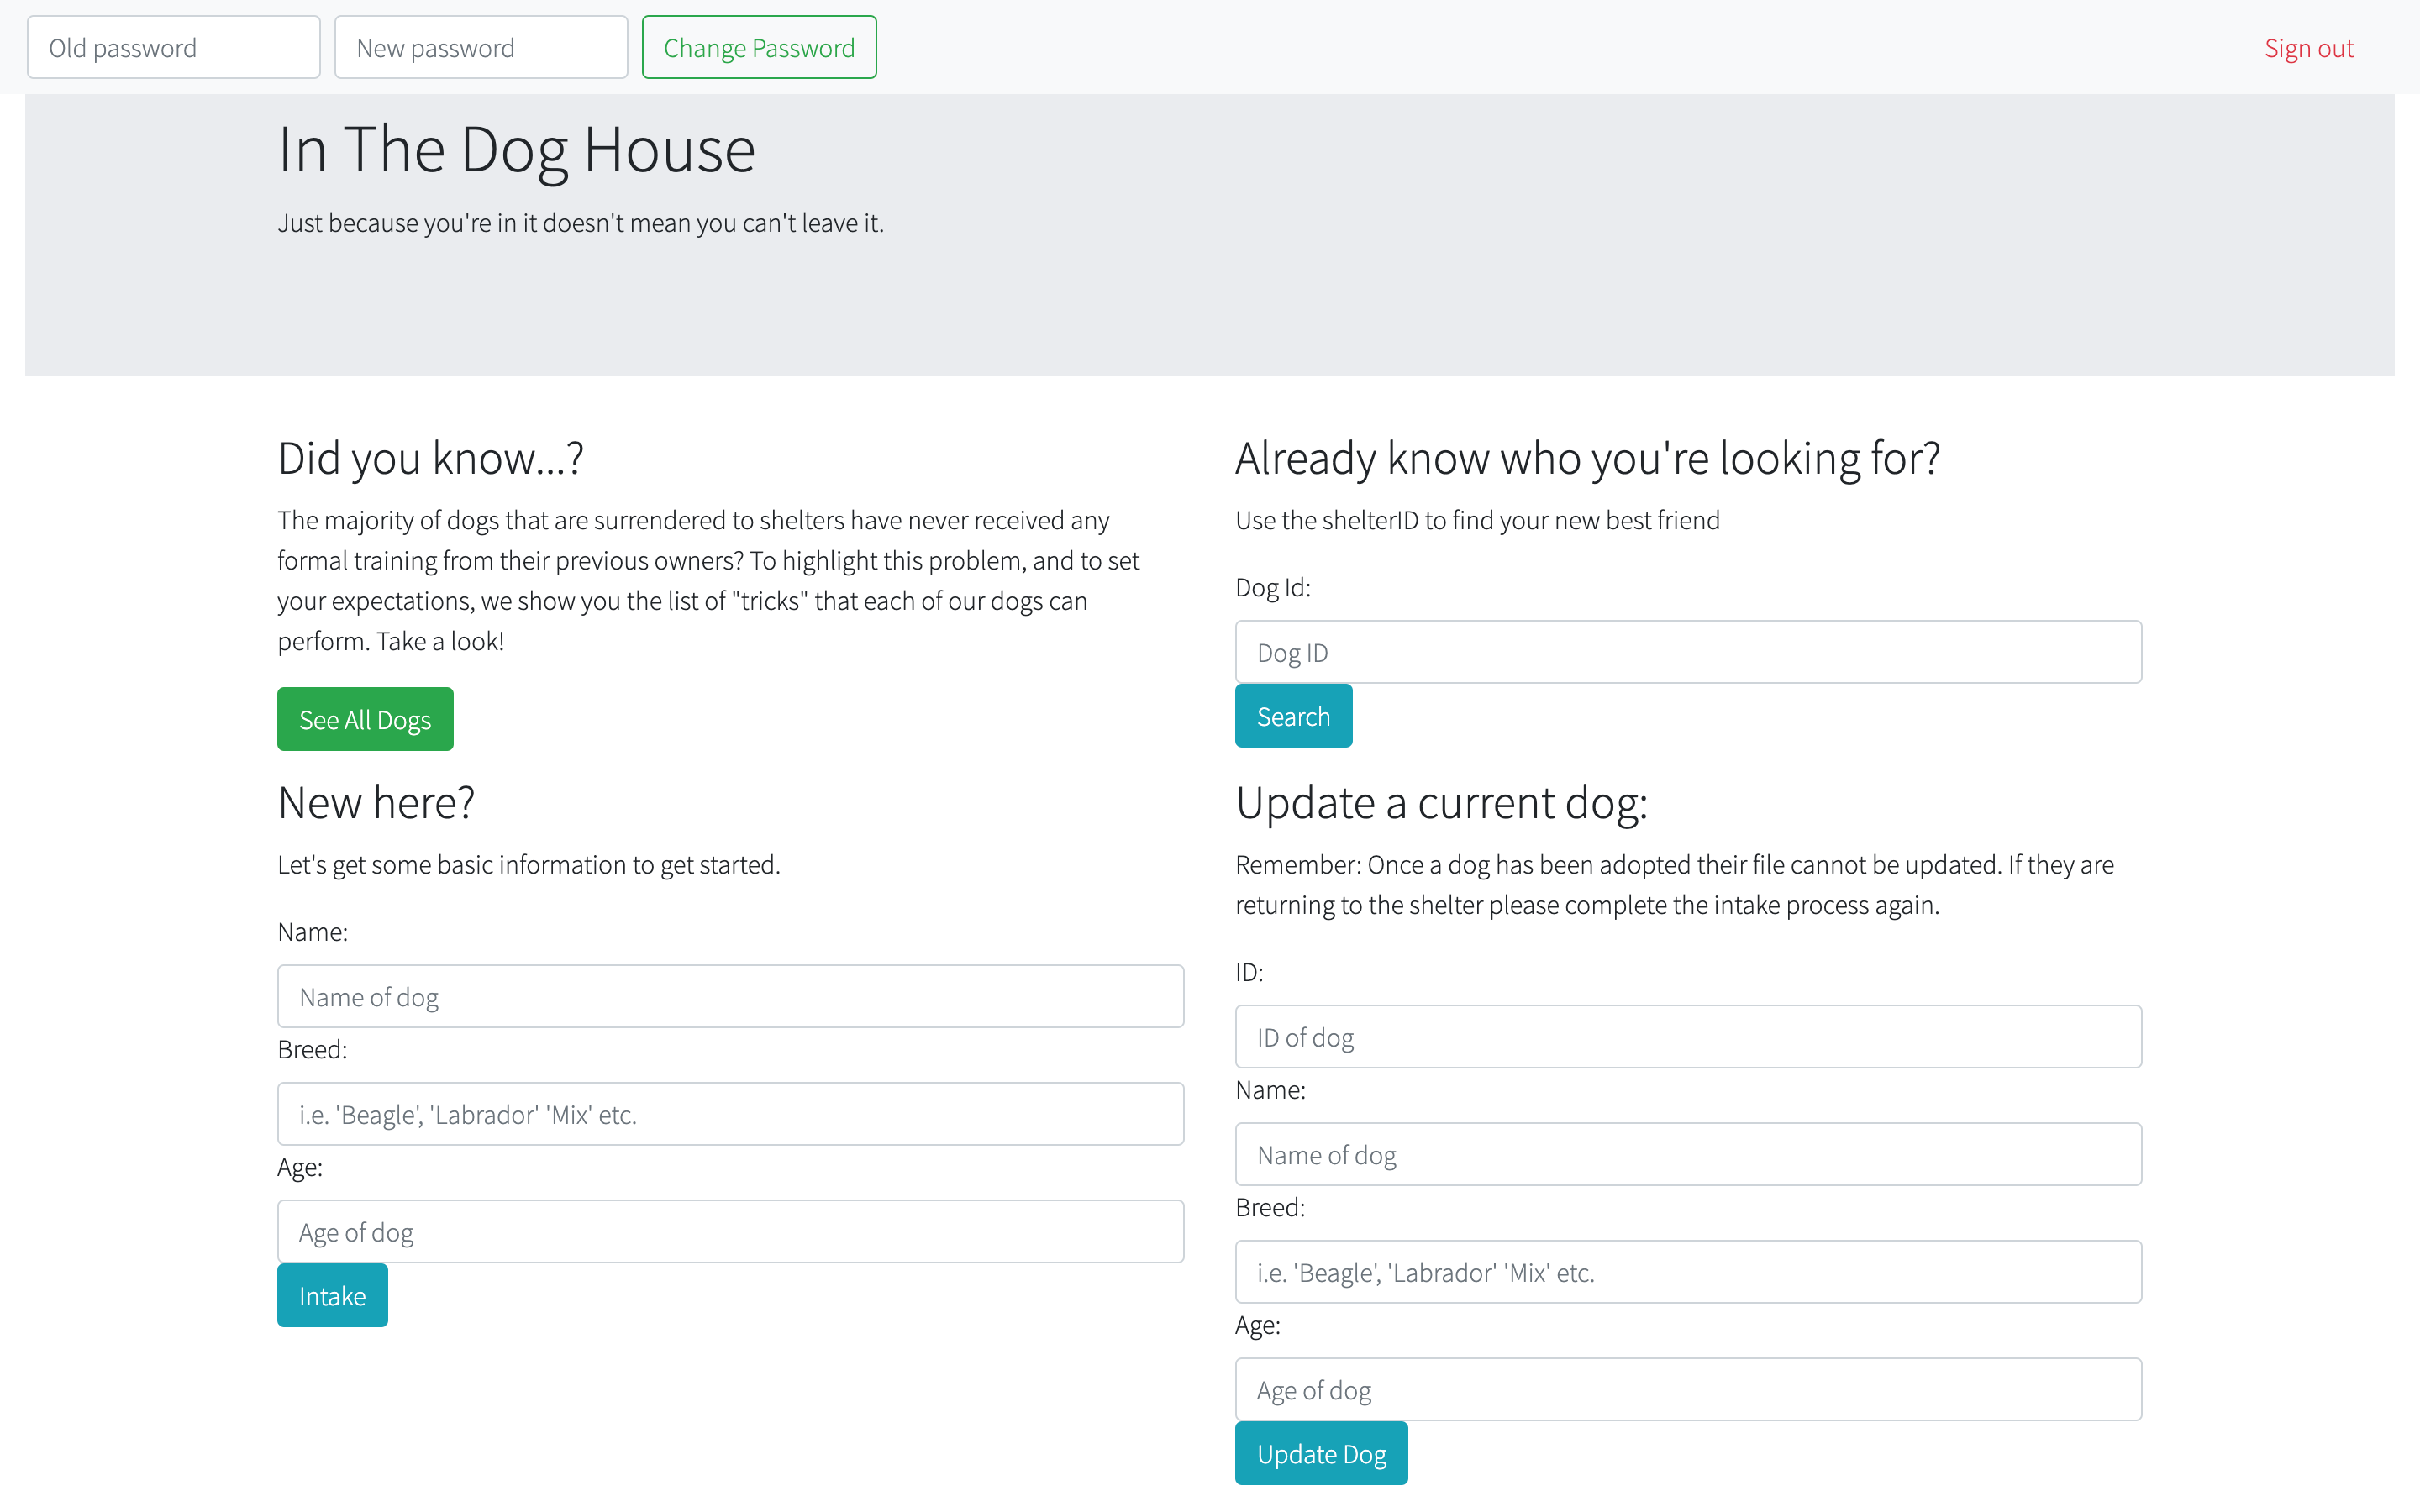 Old password
New password
Change Password
Sign out
In The Dog House
Just because you're in it doesn't mean you can't leave it.
Did you know...?
The majority of dogs that are surrendered to shelters have never received any
formal training from their previous owners? To highlight this problem, and to set
your expectations, we show you the list of "tricks" that each of our dogs can
perform. Take a look!
See All Dogs
Already know who you're looking for?
Use the shelterID to find your new best friend
Dog Id:
Dog ID
Search
New here?
Let's get some basic information to get started.
Name:
Name of dog
Breed:
i.e. 'Beagle', 'Labrador' 'Mix' etc.
Age:
Age of dog
Intake
Update a current dog:
Remember: Once a dog has been adopted their file cannot be updated. If they are
returning to the shelter please complete the intake process again.
ID:
ID of dog
Name:
Name of dog
Breed:
i.e. 'Beagle', 'Labrador' 'Mix' etc.
Age:
Age of dog
Update Dog